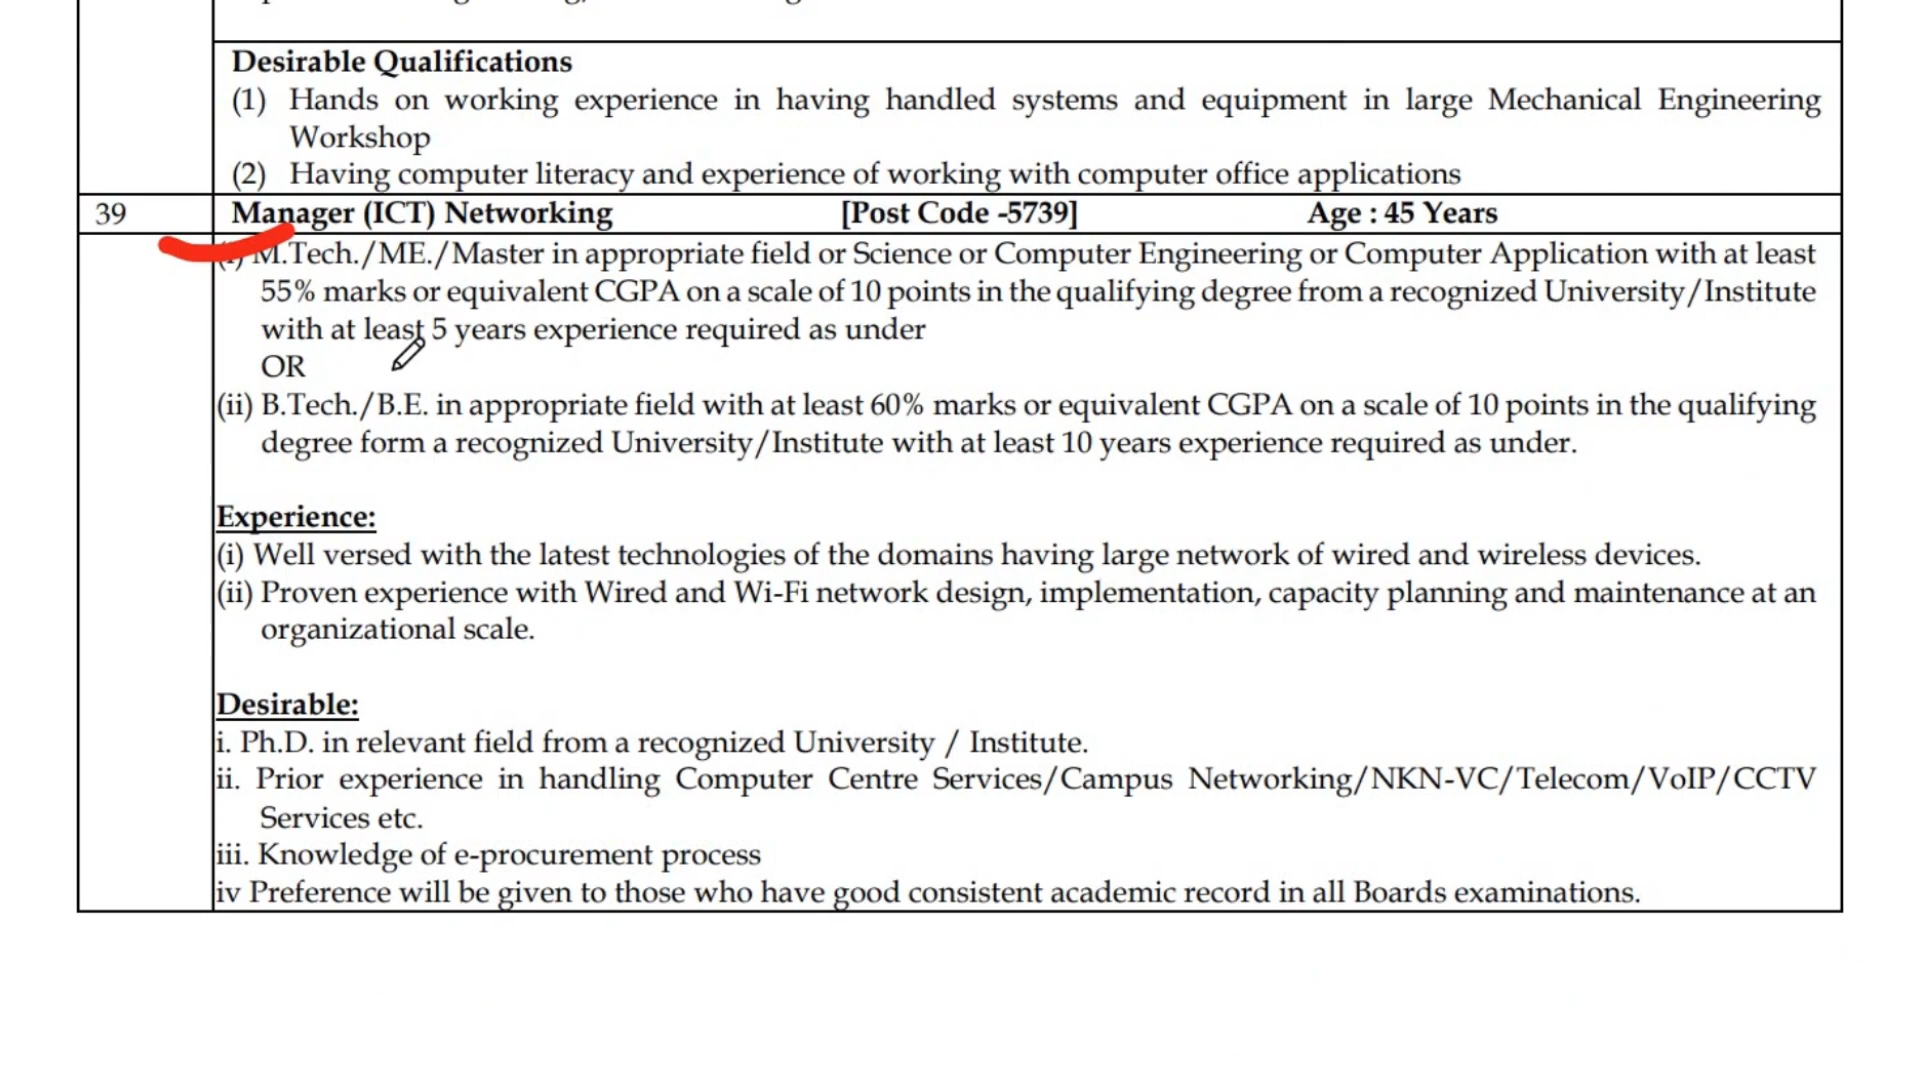 Desirable Qualifications
(1) Hands on working experience in having handled systems and equipment in large Mechanical Engineering
Workshop
(2) Having computer literacy and experience of working with computer office applications
39 Manager (ICT) Networking [Post Code -5739] Age : 45 Years
(i) M.Tech./ME./Master in appropriate field or Science or Computer Engineering or Computer Application with at least
55% marks or equivalent CGPA on a scale of 10 points in the qualifying degree from a recognized University/Institute
with at least 5 years experience required as under
OR
(ii) B.Tech./B.E. in appropriate field with at least 60% marks or equivalent CGPA on a scale of 10 points in the qualifying
degree form a recognized University/Institute with at least 10 years experience required as under.
Experience:
(i) Well versed with the latest technologies of the domains having large network of wired and wireless devices.
(ii) Proven experience with Wired and Wi-Fi network design, implementation, capacity planning and maintenance at an
organizational scale.
Desirable:
i. Ph.D. in relevant field from a recognized University / Institute.
ii. Prior experience in handling Computer Centre Services/Campus Networking/NKN-VC/Telecom/VoIP/CCTV
Services etc.
iii. Knowledge of e-procurement process
iv Preference will be given to those who have good consistent academic record in all Boards examinations.